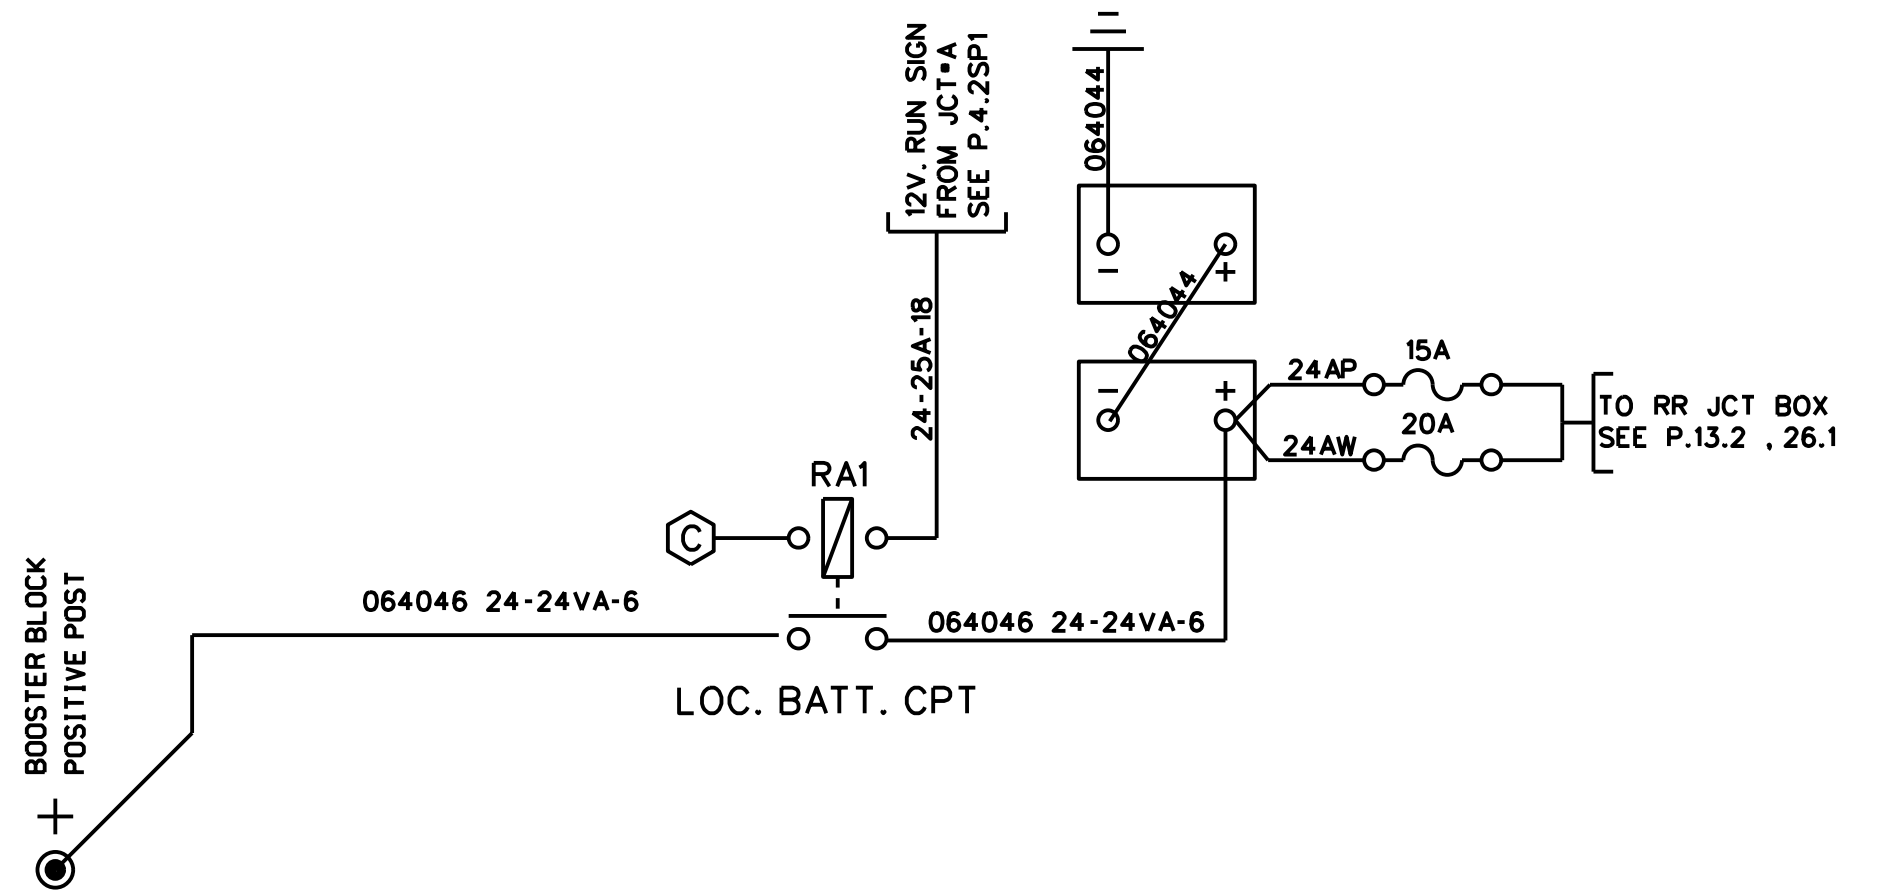 12V. RUN SIGN
FROM JCT•A
SEE P.4.2SP1
064044
-
+
064044
24-25A-18
-
+
24AP
15A
24AW
20A
TO RR JCT BOX
SEE P.13.2 , 26.1
RA1
C
064046 24-24VA-6
064046 24-24VA-6
LOC. BATT. CPT
BOOSTER BLOCK
POSITIVE POST
+